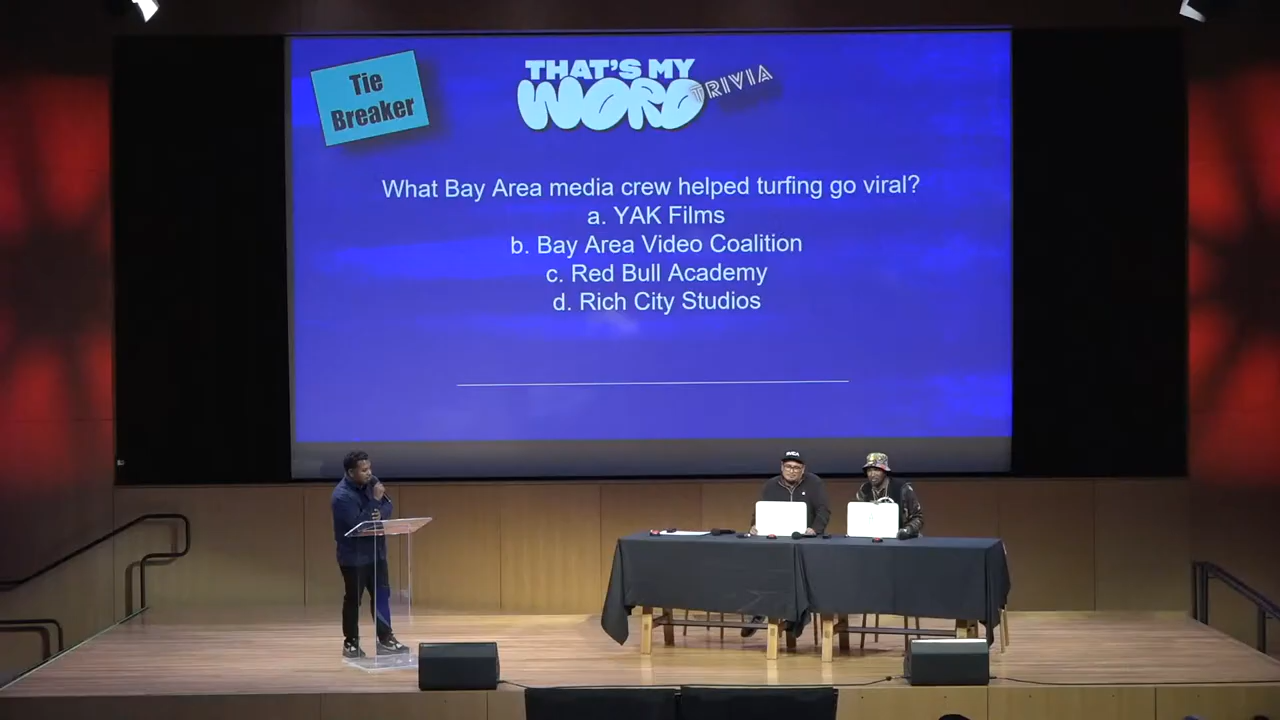 Tie
Breaker
THAT'S MY
WORD TRIVIA
What Bay Area media crew helped turfing go viral?
a. YAK Films
b. Bay Area Video Coalition
c. Red Bull Academy
d. Rich City Studios